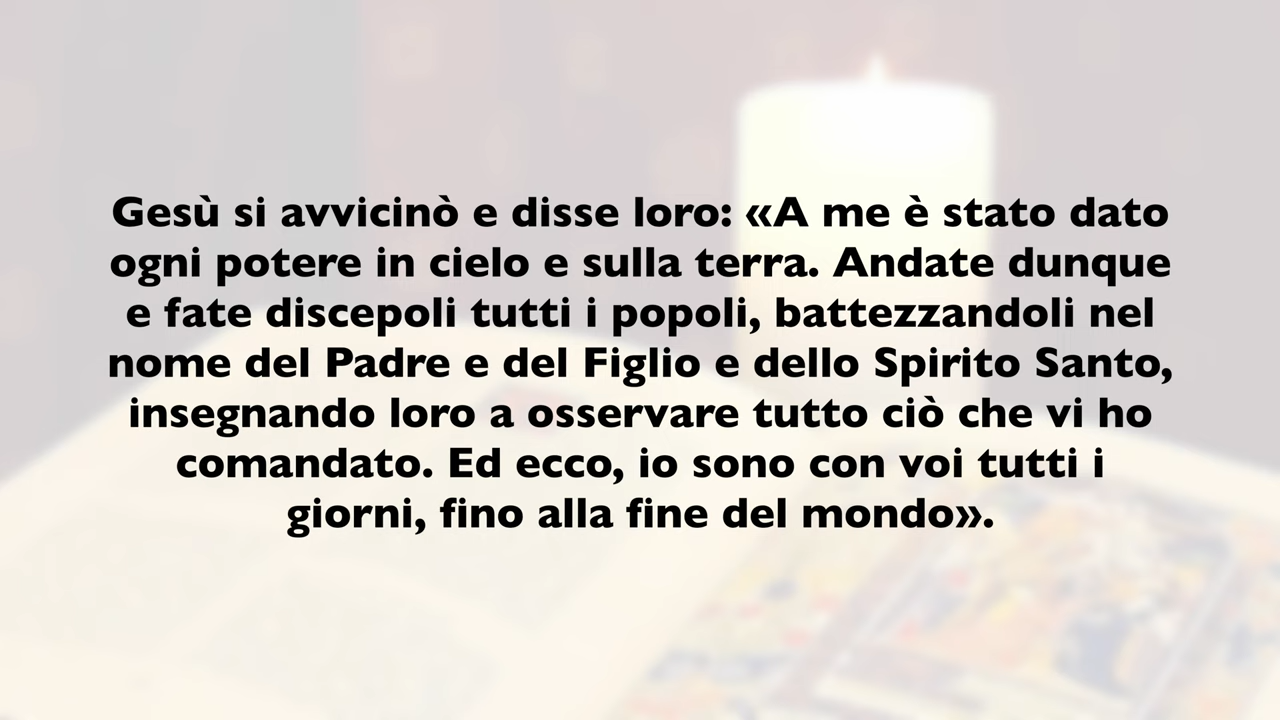 Gesù si avvicinò e disse loro: «A me è stato dato
ogni potere in cielo e sulla terra. Andate dunque
e fate discepoli tutti i popoli, battezzandoli nel
nome del Padre e del Figlio e dello Spirito Santo,
insegnando loro a osservare tutto ciò che vi ho
comandato. Ed ecco, io sono con voi tutti i
giorni, fino alla fine del mondo».